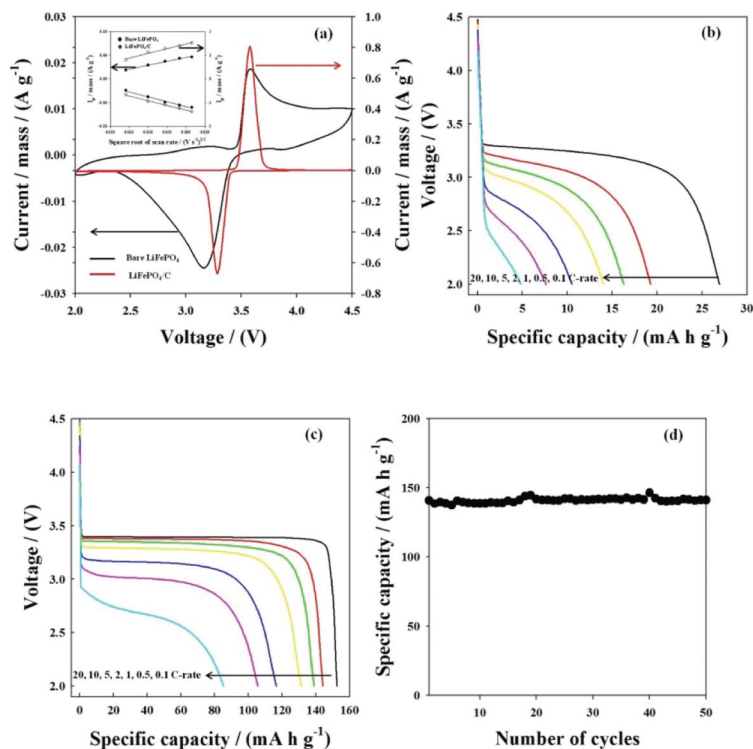 (a)
Bare LiFePO₄
LiFePO₄/C
I_p / mass / (A g⁻¹)
I_p / mass / (A g⁻¹)
Square root of scan rate / (V s⁻¹)^1/2
0.03
0.02
0.01
0.00
-0.01
-0.02
-0.03
Current / mass / (A g⁻¹)
1.0
0.8
0.6
0.4
0.2
0.0
-0.2
-0.4
-0.6
-0.8
Current / mass / (A g⁻¹)
Bare LiFePO₄
LiFePO₄/C
2.0 2.5 3.0 3.5 4.0 4.5
Voltage / (V)
(b)
4.5
4.0
3.5
3.0
2.5
2.0
Voltage / (V)
20, 10, 5, 2, 1, 0.5, 0.1 C-rate
0 5 10 15 20 25 30
Specific capacity / (mA h g⁻¹)
(c)
4.5
4.0
3.5
3.0
2.5
2.0
Voltage / (V)
20, 10, 5, 2, 1, 0.5, 0.1 C-rate
0 20 40 60 80 100 120 140 160
Specific capacity / (mA h g⁻¹)
(d)
200
150
100
50
0
Specific capacity / (mA h g⁻¹)
10 20 30 40 50
Number of cycles